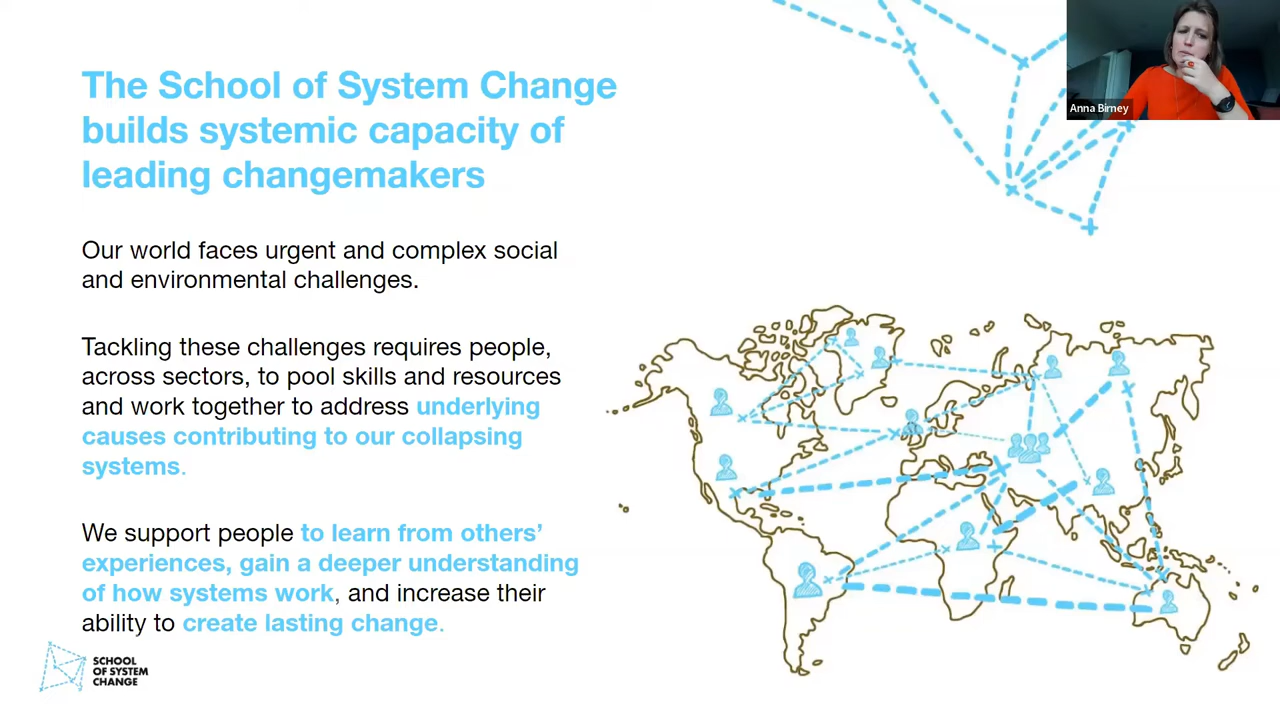 The School of System Change
builds systemic capacity of
leading changemakers
Anna Birney
Our world faces urgent and complex social
and environmental challenges.
Tackling these challenges requires people,
across sectors, to pool skills and resources
and work together to address underlying
causes contributing to our collapsing
systems.
We support people to learn from others’
experiences, gain a deeper understanding
of how systems work, and increase their
ability to create lasting change.
SCHOOL
OF SYSTEM
CHANGE